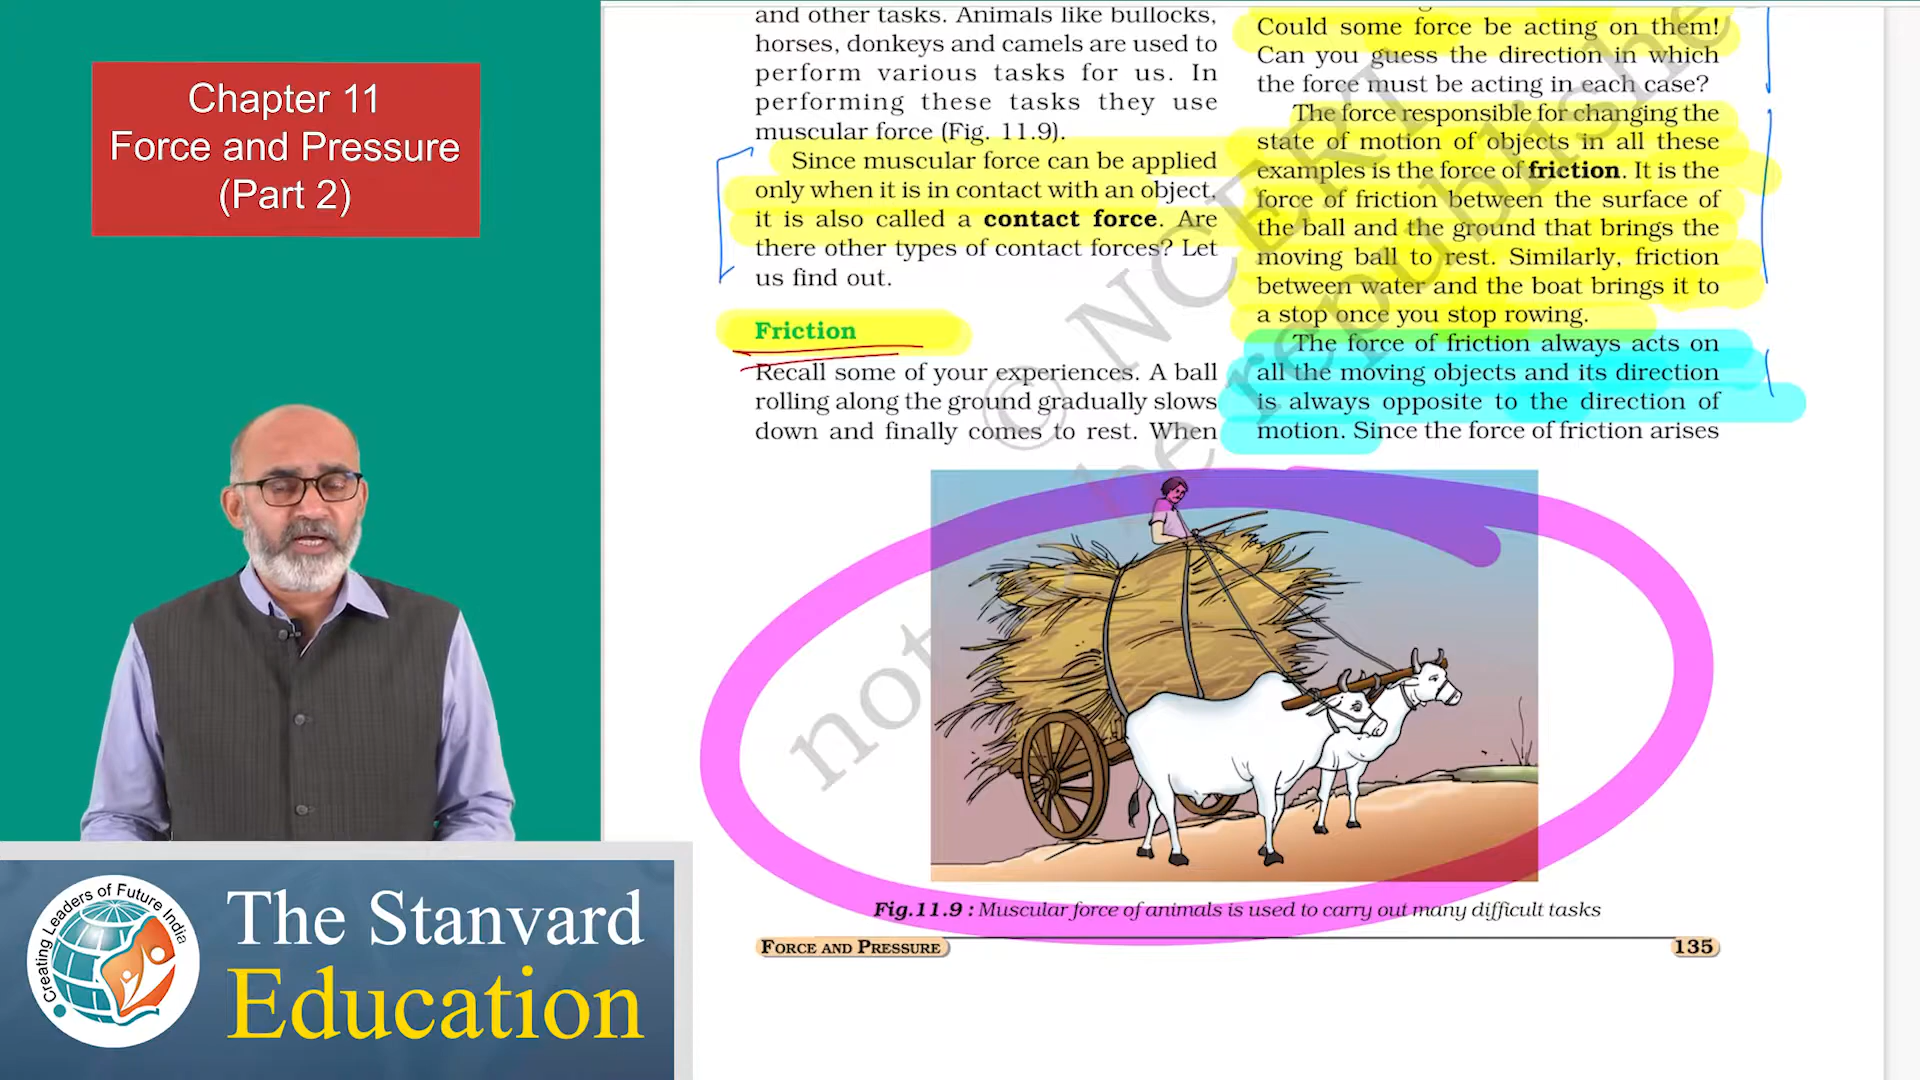 Chapter 11
Force and Pressure
(Part 2)
and other tasks. Animals like bullocks,
horses, donkeys and camels are used to
perform various tasks for us. In
performing these tasks they use
muscular force (Fig. 11.9).
Since muscular force can be applied
only when it is in contact with an object,
it is also called a contact force. Are
there other types of contact forces? Let
us find out.
Friction
Recall some of your experiences. A ball
rolling along the ground gradually slows
down and finally comes to rest. When
Could some force be acting on them!
Can you guess the direction in which
the force must be acting in each case?
The force responsible for changing the
state of motion of objects in all these
examples is the force of friction. It is the
force of friction between the surface of
the ball and the ground that brings the
moving ball to rest. Similarly, friction
between water and the boat brings it to
a stop once you stop rowing.
The force of friction always acts on
all the moving objects and its direction
is always opposite to the direction of
motion. Since the force of friction arises
© NCERT
not be republished
Fig.11.9 : Muscular force of animals is used to carry out many difficult tasks
FORCE AND PRESSURE
135
Creating Leaders of Future India
The Stanvard
Education